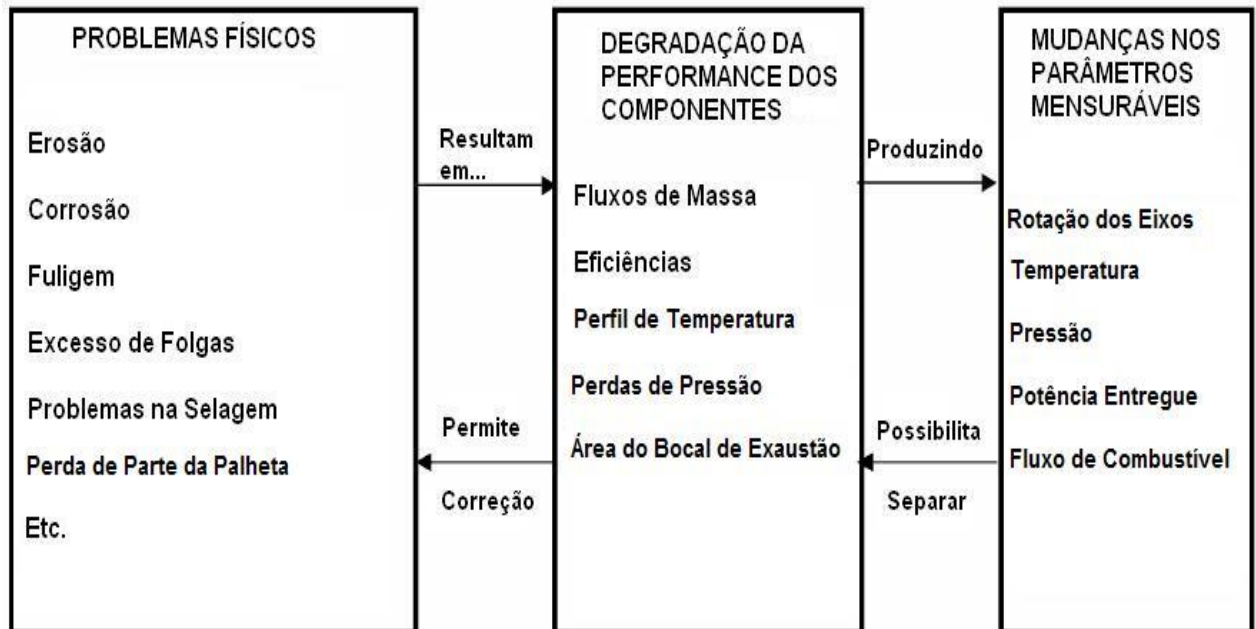 PROBLEMAS FÍSICOS
Erosão
Corrosão
Fuligem
Excesso de Folgas
Problemas na Selagem
Perda de Parte da Palheta
Etc.
Resultam
em...
Permite
Correção
DEGRADAÇÃO DA
PERFORMANCE DOS
COMPONENTES
Fluxos de Massa
Eficiências
Perfil de Temperatura
Perdas de Pressão
Área do Bocal de Exaustão
Produzindo
Possibilita
Separar
MUDANÇAS NOS
PARÂMETROS
MENSURÁVEIS
Rotação dos Eixos
Temperatura
Pressão
Potência Entregue
Fluxo de Combustível